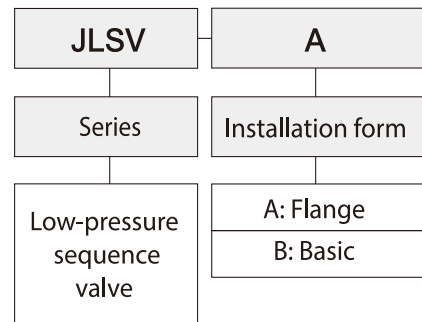 JLSV
A
Series
Installation form
Low-pressure
sequence
valve
A: Flange
B: Basic